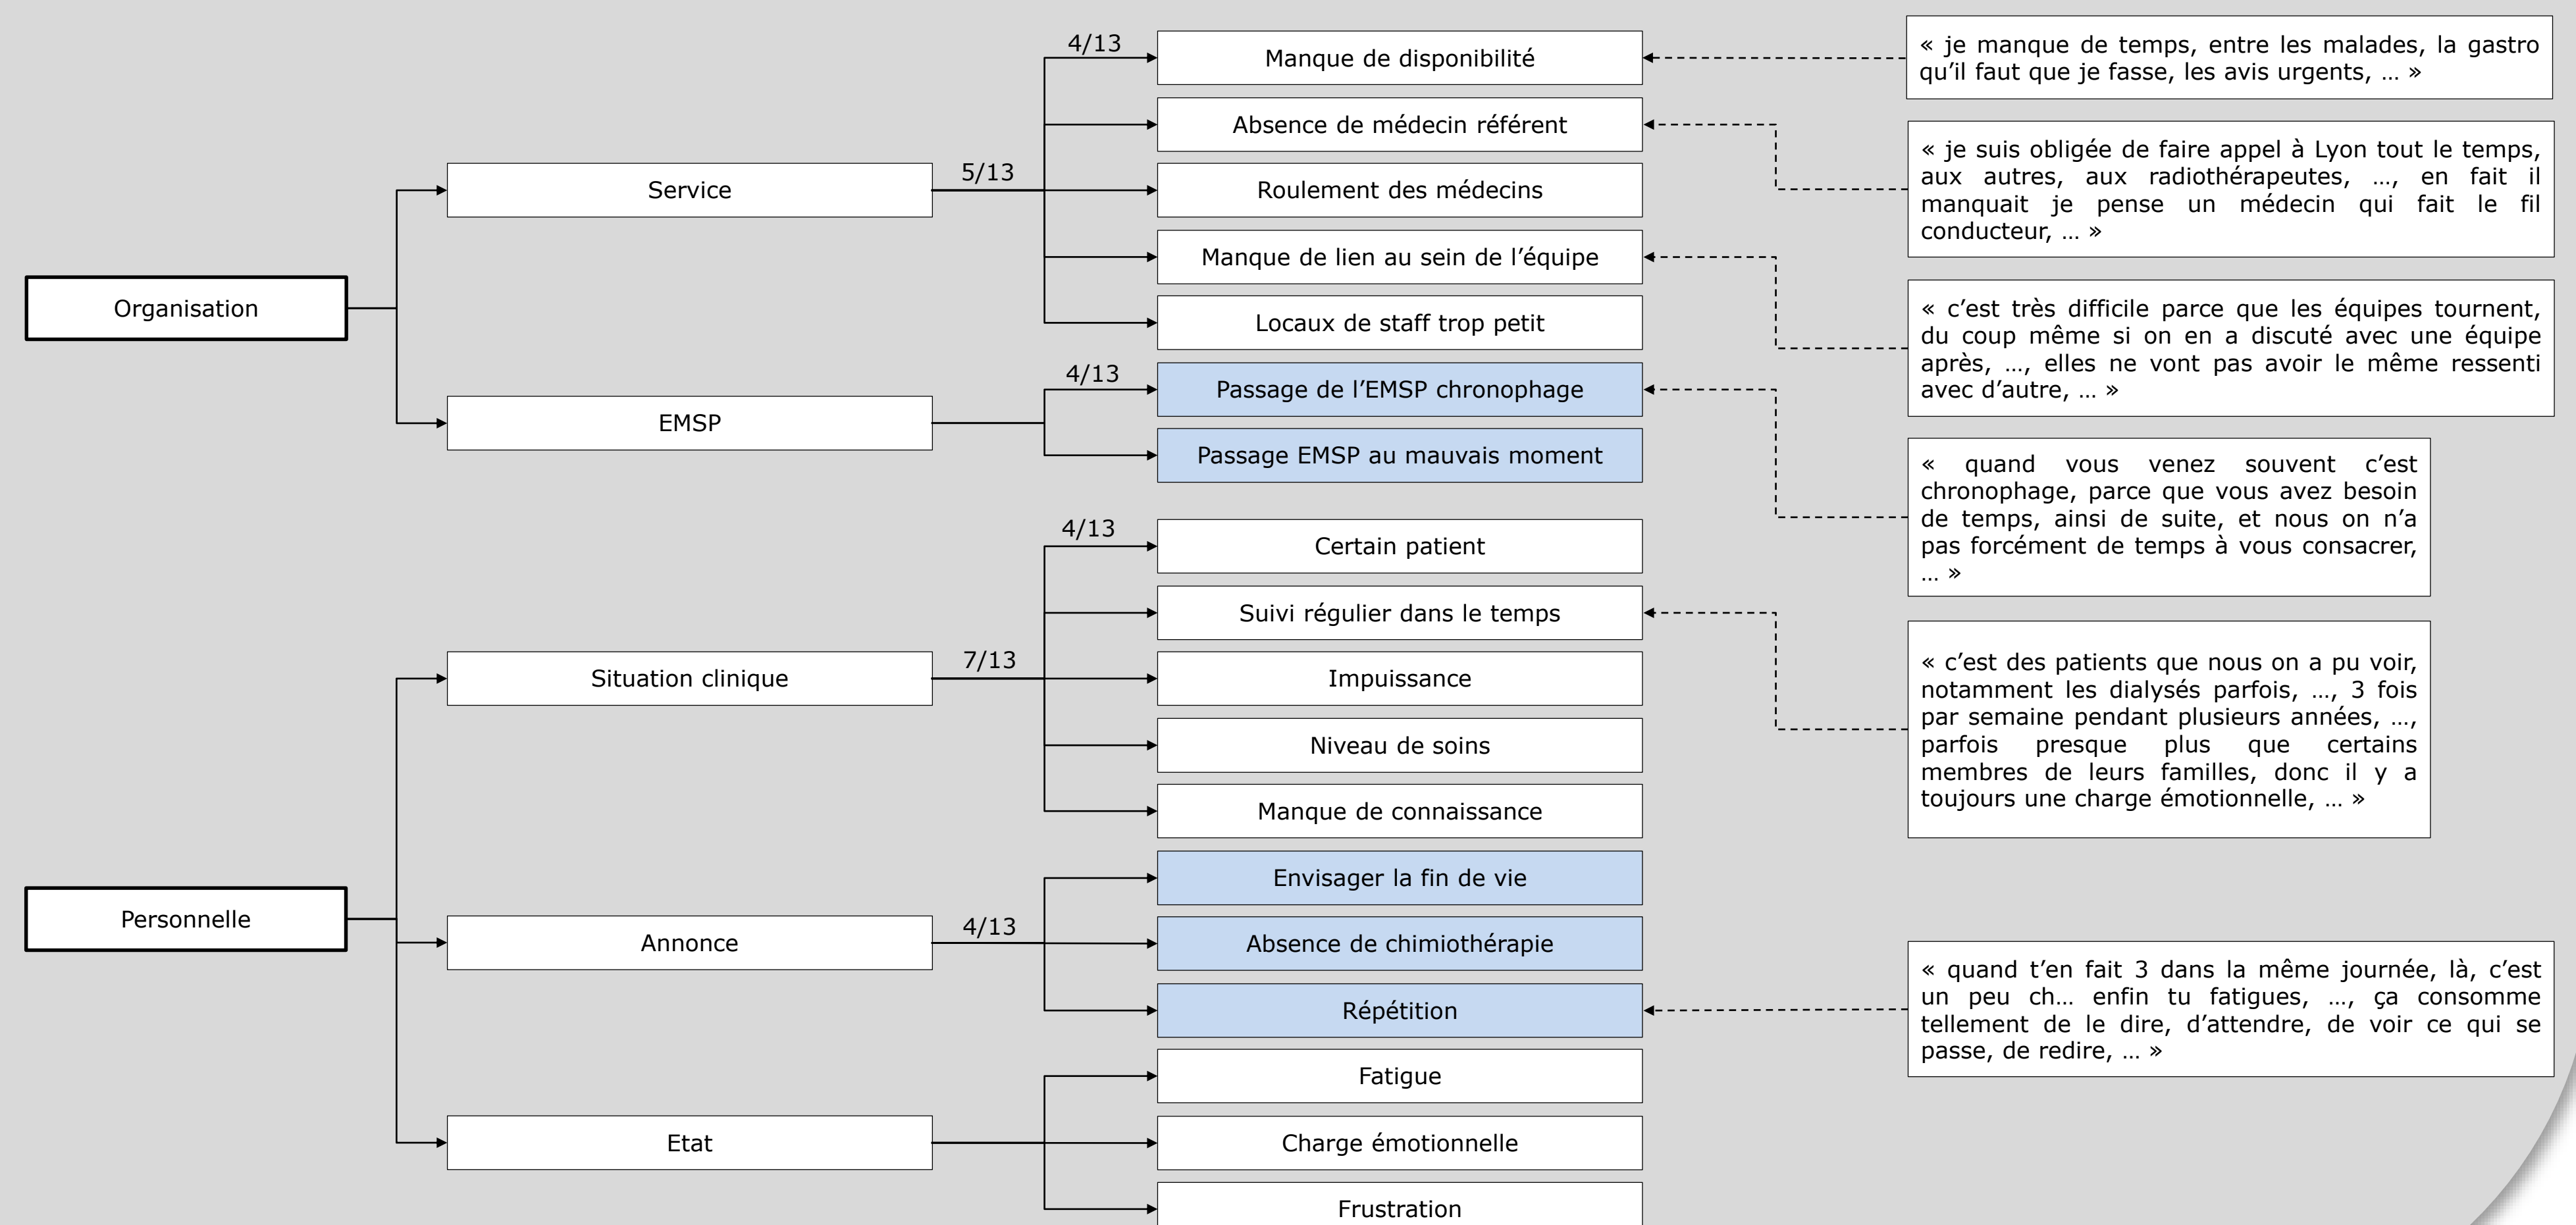 Organisation
Service
5/13
4/13
Manque de disponibilité
Absence de médecin référent
Roulement des médecins
Manque de lien au sein de l’équipe
Locaux de staff trop petit
EMSP
4/13
Passage de l’EMSP chronophage
Passage EMSP au mauvais moment
Personnelle
Situation clinique
7/13
4/13
Certain patient
Suivi régulier dans le temps
Impuissance
Niveau de soins
Manque de connaissance
Annonce
4/13
Envisager la fin de vie
Absence de chimiothérapie
Répétition
Etat
Fatigue
Charge émotionnelle
Frustration
« je manque de temps, entre les malades, la gastro
qu’il faut que je fasse, les avis urgents, … »
« je suis obligée de faire appel à Lyon tout le temps,
aux autres, aux radiothérapeutes, …, en fait il
manquait je pense un médecin qui fait le fil
conducteur, … »
« c’est très difficile parce que les équipes tournent,
du coup même si on en a discuté avec une équipe
après, …, elles ne vont pas avoir le même ressenti
avec d’autre, … »
« quand vous venez souvent c’est
chronophage, parce que vous avez besoin
de temps, ainsi de suite, et nous on n’a
pas forcément de temps à vous consacrer,
… »
« c’est des patients que nous on a pu voir,
notamment les dialysés parfois, …, 3 fois
par semaine pendant plusieurs années, …,
parfois presque plus que certains
membres de leurs familles, donc il y a
toujours une charge émotionnelle, … »
« quand t’en fait 3 dans la même journée, là, c’est
un peu ch… enfin tu fatigues, …, ça consomme
tellement de le dire, d’attendre, de voir ce qui se
passe, de redire, … »